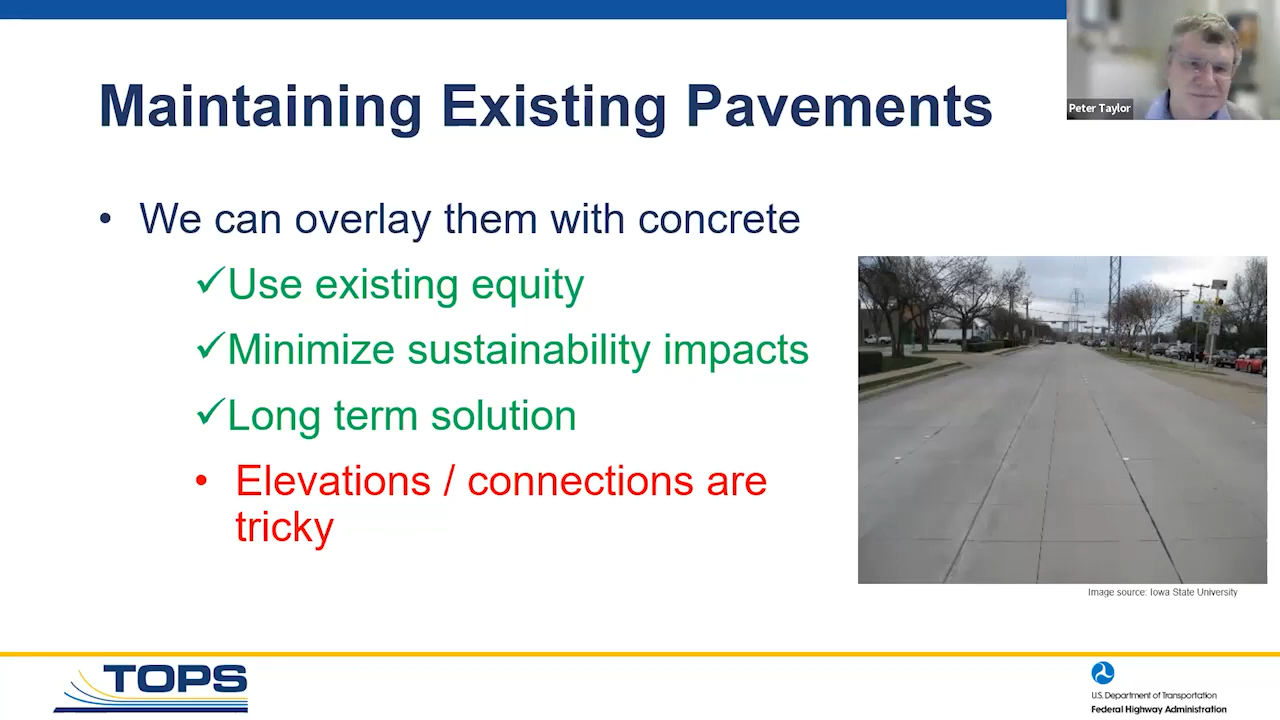 Maintaining Existing Pavements
Peter Taylor
• We can overlay them with concrete
✓Use existing equity
✓Minimize sustainability impacts
✓Long term solution
• Elevations / connections are
tricky
Image source: Iowa State University
TOPS
U.S. Department of Transportation
Federal Highway Administration